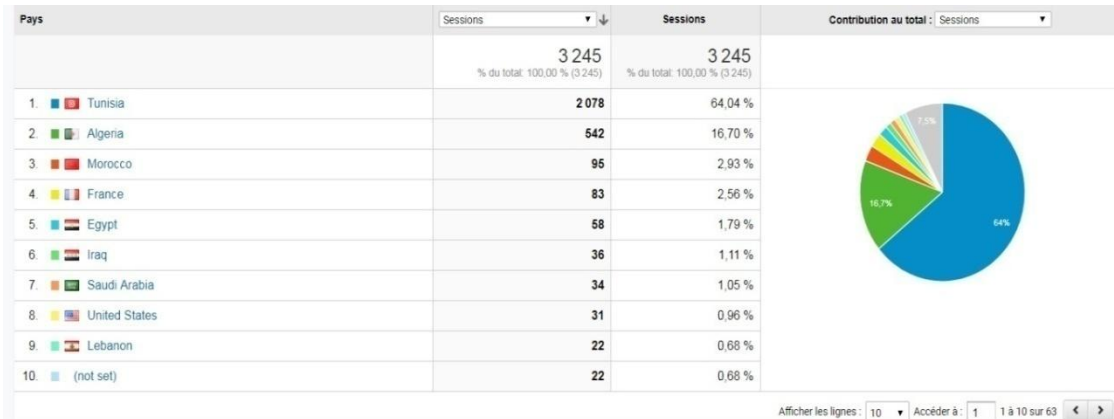 Pays Sessions Sessions Contribution au total : Sessions
3 245 3 245
% du total: 100,00 % (3 245) % du total: 100,00 % (3 245)
1. Tunisia 2 078 64,04 %
2. Algeria 542 16,70 %
3. Morocco 95 2,93 %
4. France 83 2,56 %
5. Egypt 58 1,79 %
6. Iraq 36 1,11 %
7. Saudi Arabia 34 1,05 %
8. United States 31 0,96 %
9. Lebanon 22 0,68 %
10. (not set) 22 0,68 %
7,5%
16,7%
64%
Afficher les lignes : 10 Accéder à : 1 1 à 10 sur 63